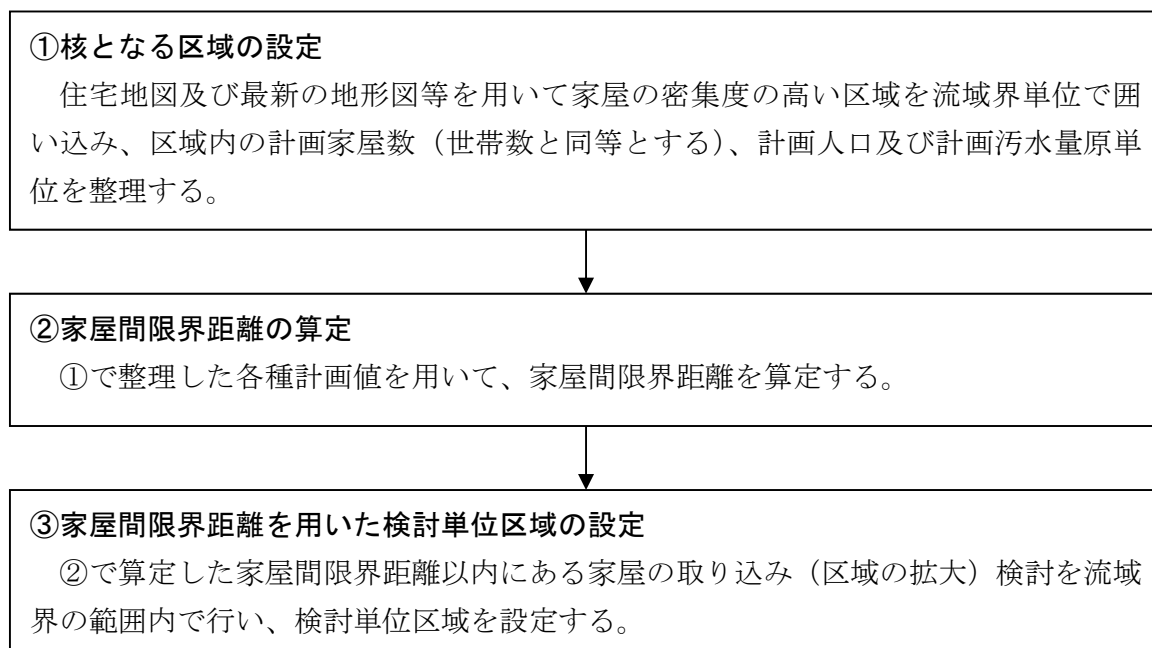 ①核となる区域の設定
住宅地図及び最新の地形図等を用いて家屋の密集度の高い区域を流域界単位で囲
い込み、区域内の計画家屋数（世帯数と同等とする）、計画人口及び計画汚水量原単
位を整理する。
②家屋間限界距離の算定
①で整理した各種計画値を用いて、家屋間限界距離を算定する。
③家屋間限界距離を用いた検討単位区域の設定
②で算定した家屋間限界距離以内にある家屋の取り込み（区域の拡大）検討を流域
界の範囲内で行い、検討単位区域を設定する。